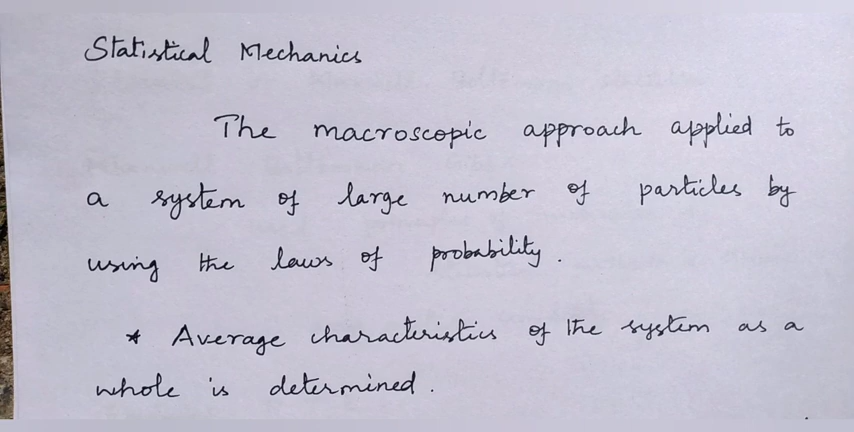 Statistical Mechanics
The macroscopic approach applied to
a system of large number of particles by
using the laws of probability.
* Average characteristics of the system as a
whole is determined.